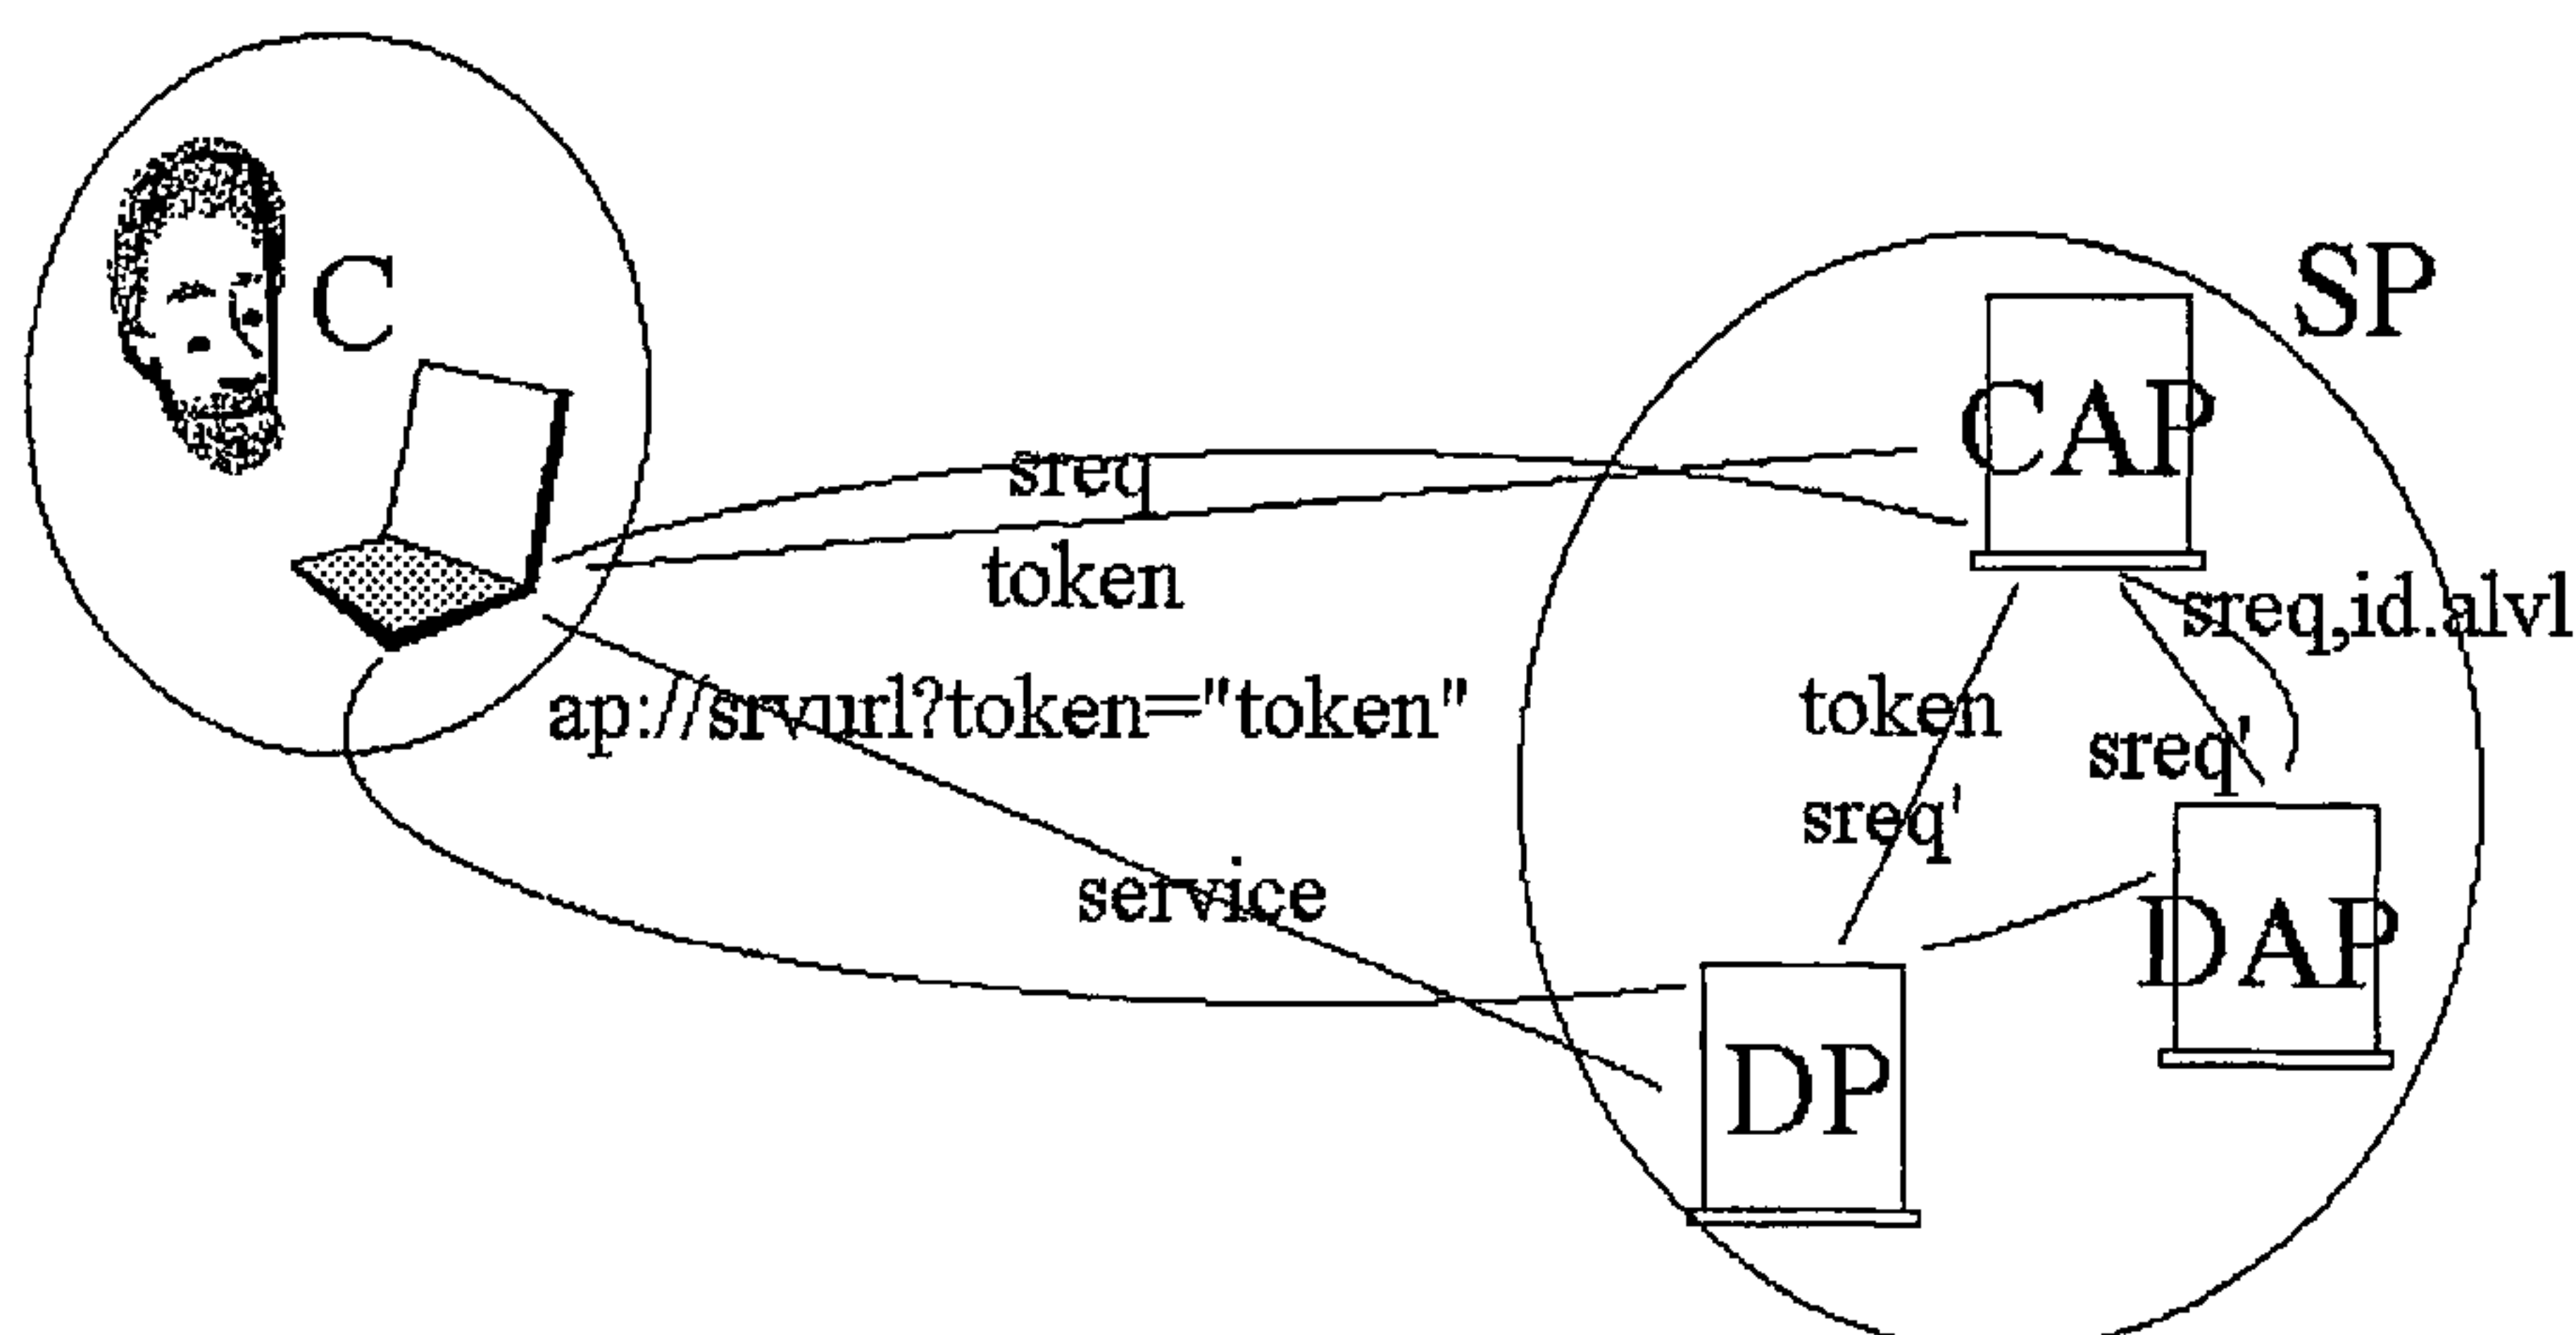 C
SP
CAP
sreq
token
sreq,id.alvl
ap://srvurl?token="token"
token
sreq'
sreq'
service
DAP
DP